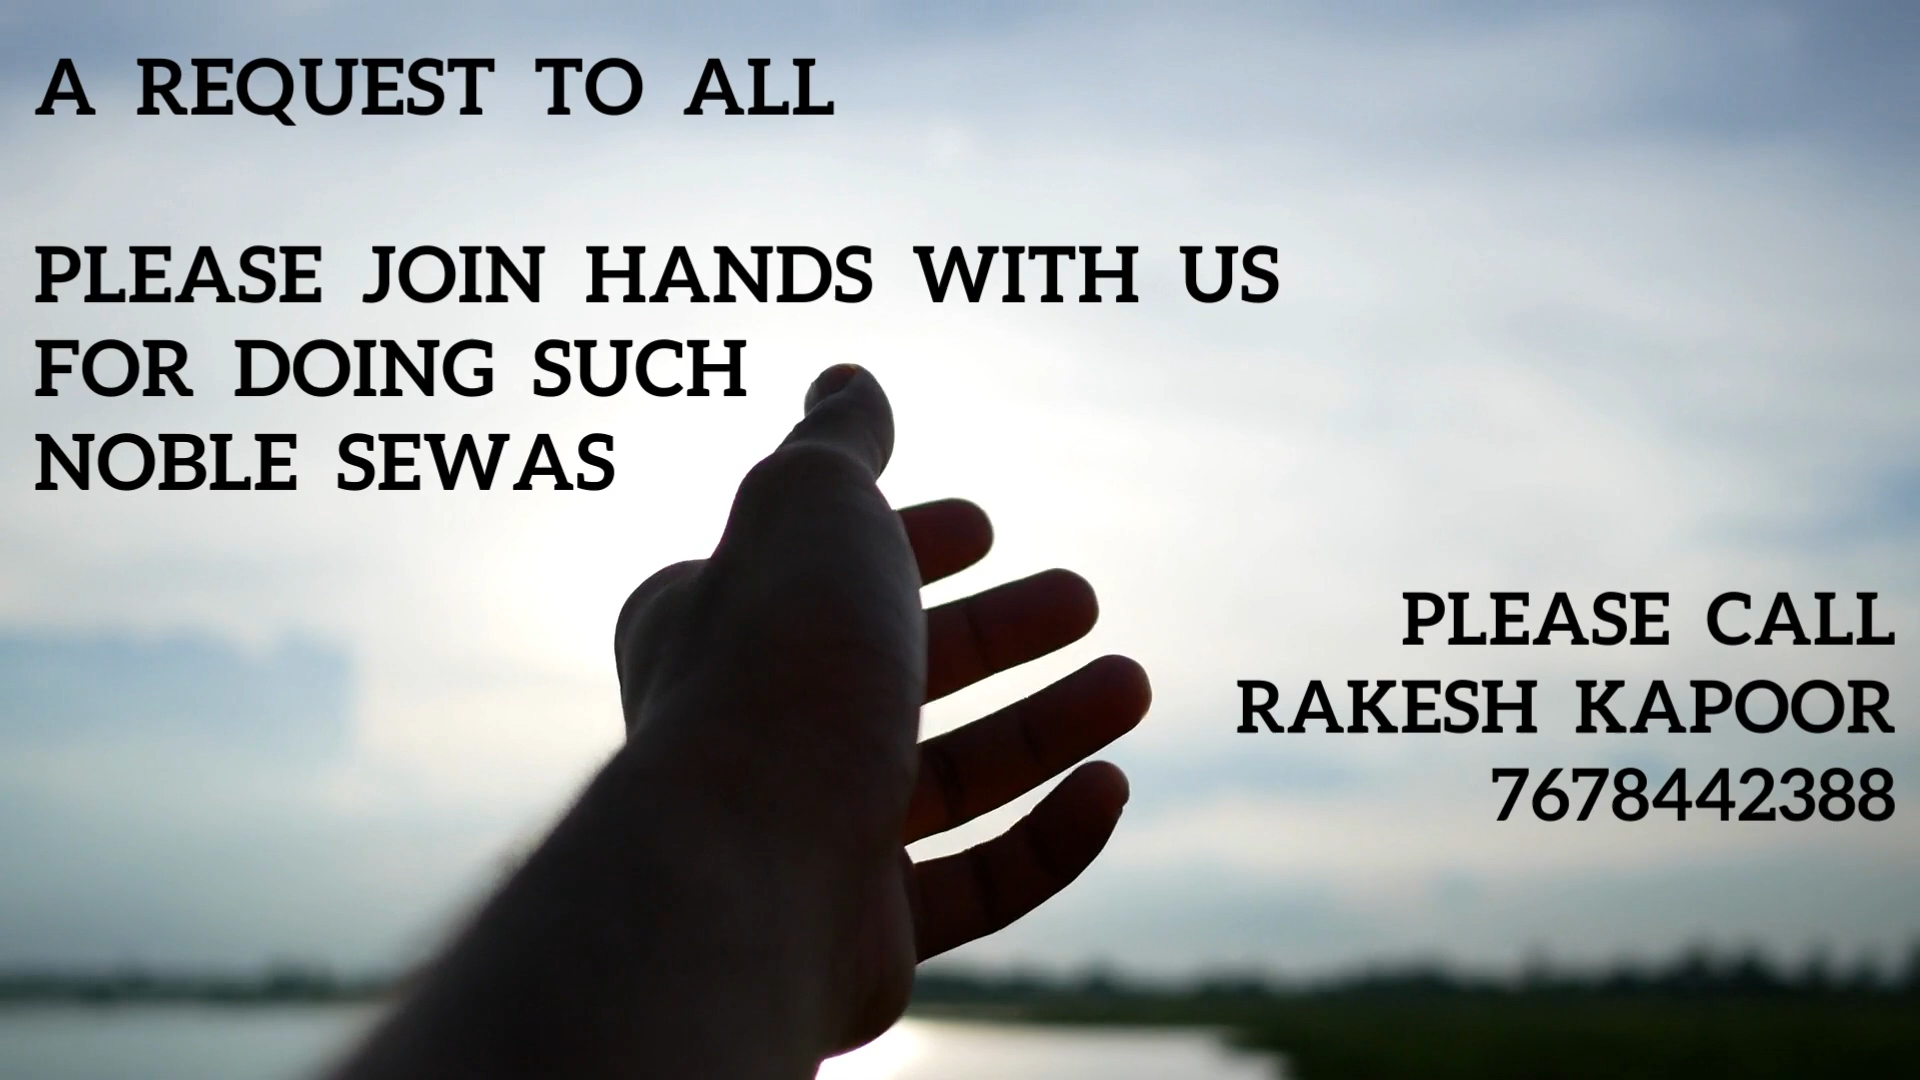 A REQUEST TO ALL
PLEASE JOIN HANDS WITH US
FOR DOING SUCH
NOBLE SEWAS
PLEASE CALL
RAKESH KAPOOR
7678442388